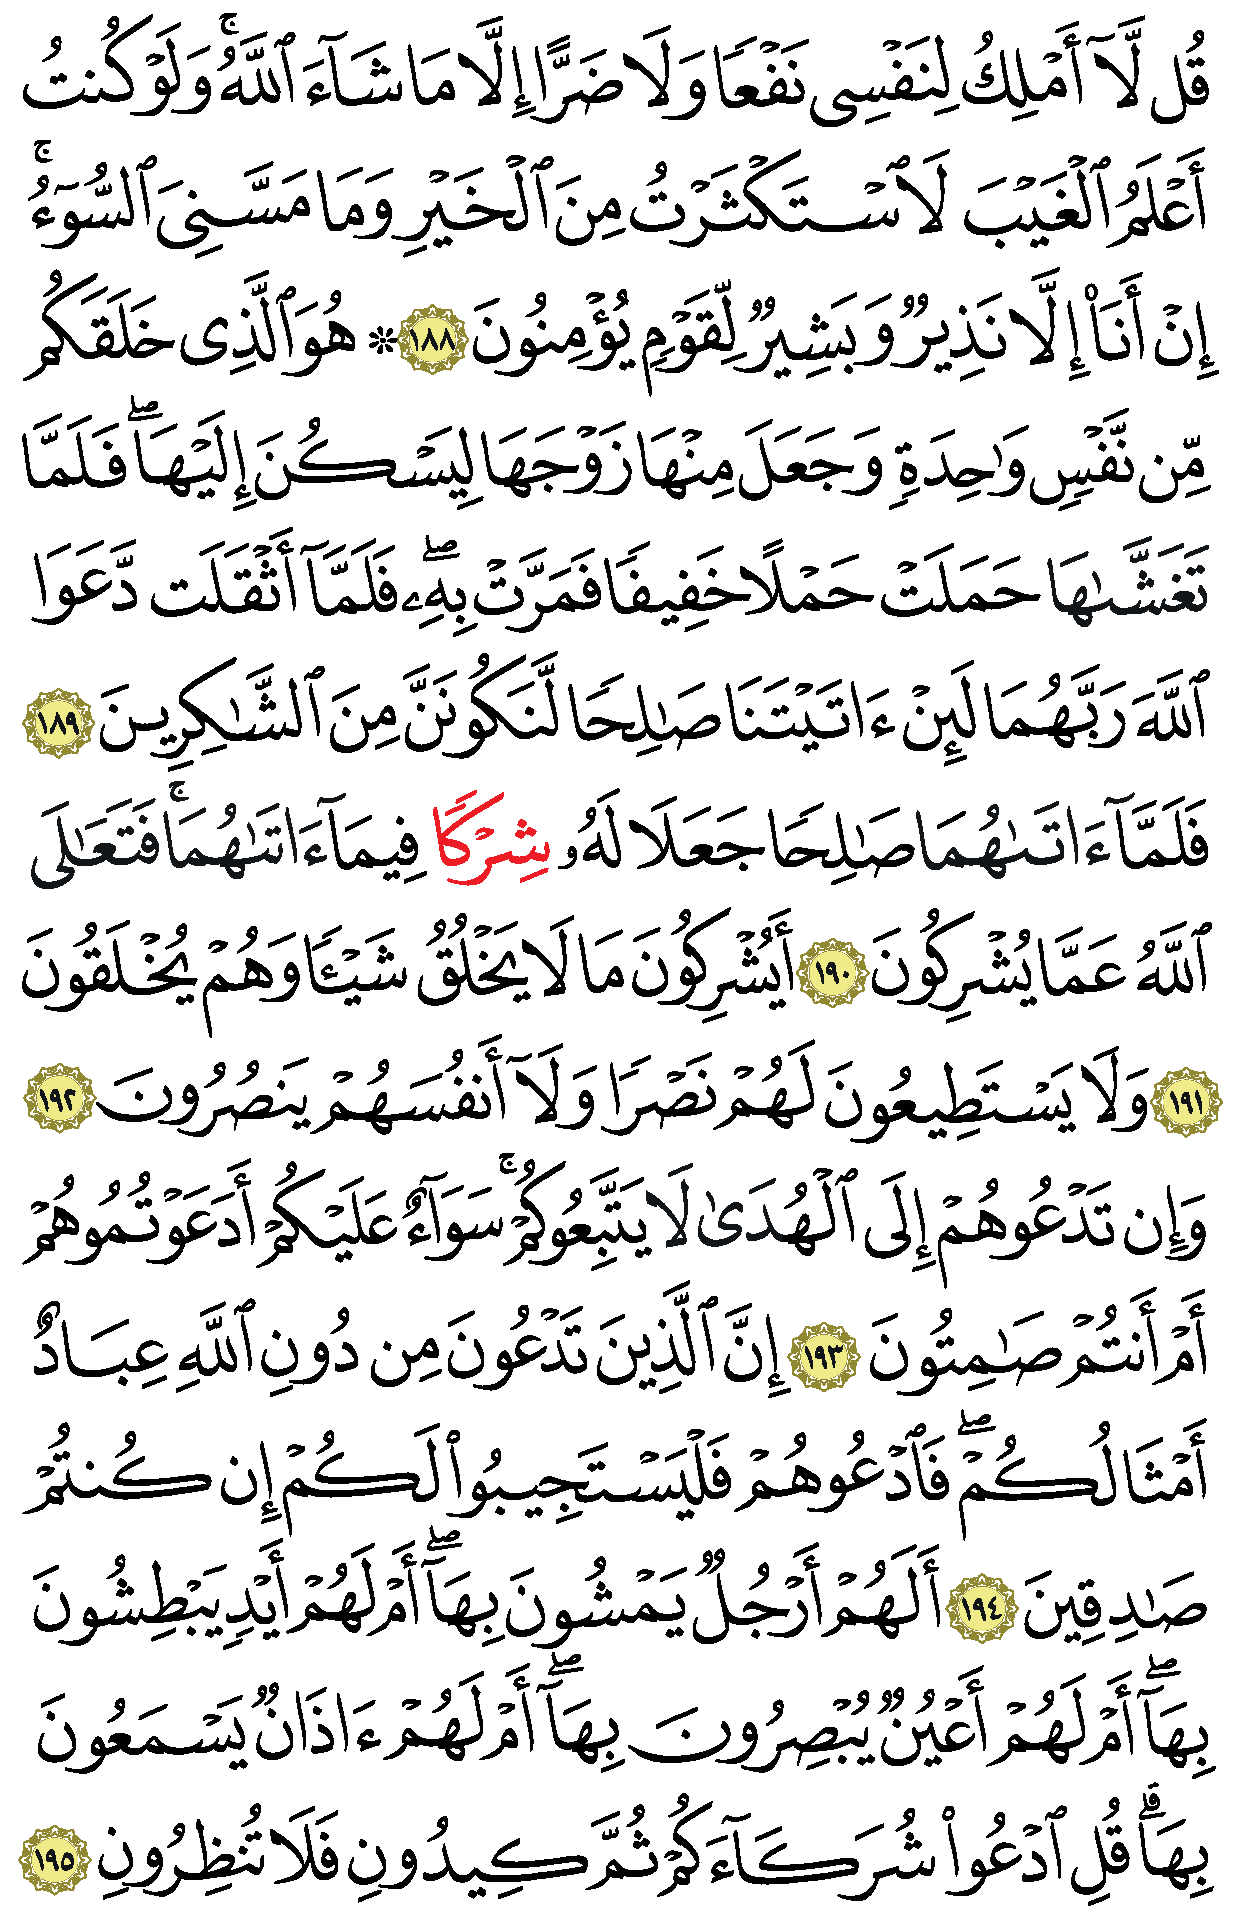 قُل لَّآ أَمْلِكُ لِنَفْسِى نَفْعًا وَلَا ضَرًّا إِلَّا مَا شَآءَ ٱللَّهُ ۚ وَلَوْ كُنتُ
أَعْلَمُ ٱلْغَيْبَ لَٱسْتَكْثَرْتُ مِنَ ٱلْخَيْرِ وَمَا مَسَّنِىَ ٱلسُّوٓءُ ۚ
إِنْ أَنَا۠ إِلَّا نَذِيرٌ وَبَشِيرٌ لِّقَوْمٍ يُؤْمِنُونَ ١٨٨ ۞ هُوَ ٱلَّذِى خَلَقَكُم
مِّن نَّفْسٍ وَٰحِدَةٍ وَجَعَلَ مِنْهَا زَوْجَهَا لِيَسْكُنَ إِلَيْهَا ۖ فَلَمَّا
تَغَشَّىٰهَا حَمَلَتْ حَمْلًا خَفِيفًا فَمَرَّتْ بِهِۦ ۖ فَلَمَّآ أَثْقَلَت دَّعَوَا
ٱللَّهَ رَبَّهُمَا لَئِنْ ءَاتَيْتَنَا صَٰلِحًا لَّنَكُونَنَّ مِنَ ٱلشَّٰكِرِينَ ١٨٩
فَلَمَّآ ءَاتَىٰهُمَا صَٰلِحًا جَعَلَا لَهُۥ شِرْكًا فِيمَآ ءَاتَىٰهُمَا ۚ فَتَعَٰلَى
ٱللَّهُ عَمَّا يُشْرِكُونَ ١٩٠ أَيُشْرِكُونَ مَا لَا يَخْلُقُ شَيْـًٔا وَهُمْ يُخْلَقُونَ
١٩١ وَلَا يَسْتَطِيعُونَ لَهُمْ نَصْرًا وَلَآ أَنفُسَهُمْ يَنصُرُونَ ١٩٢
وَإِن تَدْعُوهُمْ إِلَى ٱلْهُدَىٰ لَا يَتَّبِعُوكُمْ ۚ سَوَآءٌ عَلَيْكُمْ أَدَعَوْتُمُوهُمْ
أَمْ أَنتُمْ صَٰمِتُونَ ١٩٣ إِنَّ ٱلَّذِينَ تَدْعُونَ مِن دُونِ ٱللَّهِ عِبَادٌ
أَمْثَالُكُمْ ۖ فَٱدْعُوهُمْ فَلْيَسْتَجِيبُوا۟ لَكُمْ إِن كُنتُمْ
صَٰدِقِينَ ١٩٤ أَلَهُمْ أَرْجُلٌ يَمْشُونَ بِهَآ ۖ أَمْ لَهُمْ أَيْدٍ يَبْطِشُونَ
بِهَآ ۖ أَمْ لَهُمْ أَعْيُنٌ يُبْصِرُونَ بِهَآ ۖ أَمْ لَهُمْ ءَاذَانٌ يَسْمَعُونَ
بِهَا ۗ قُلِ ٱدْعُوا۟ شُرَكَآءَكُمْ ثُمَّ كِيدُونِ فَلَا تُنظِرُونِ ١٩٥